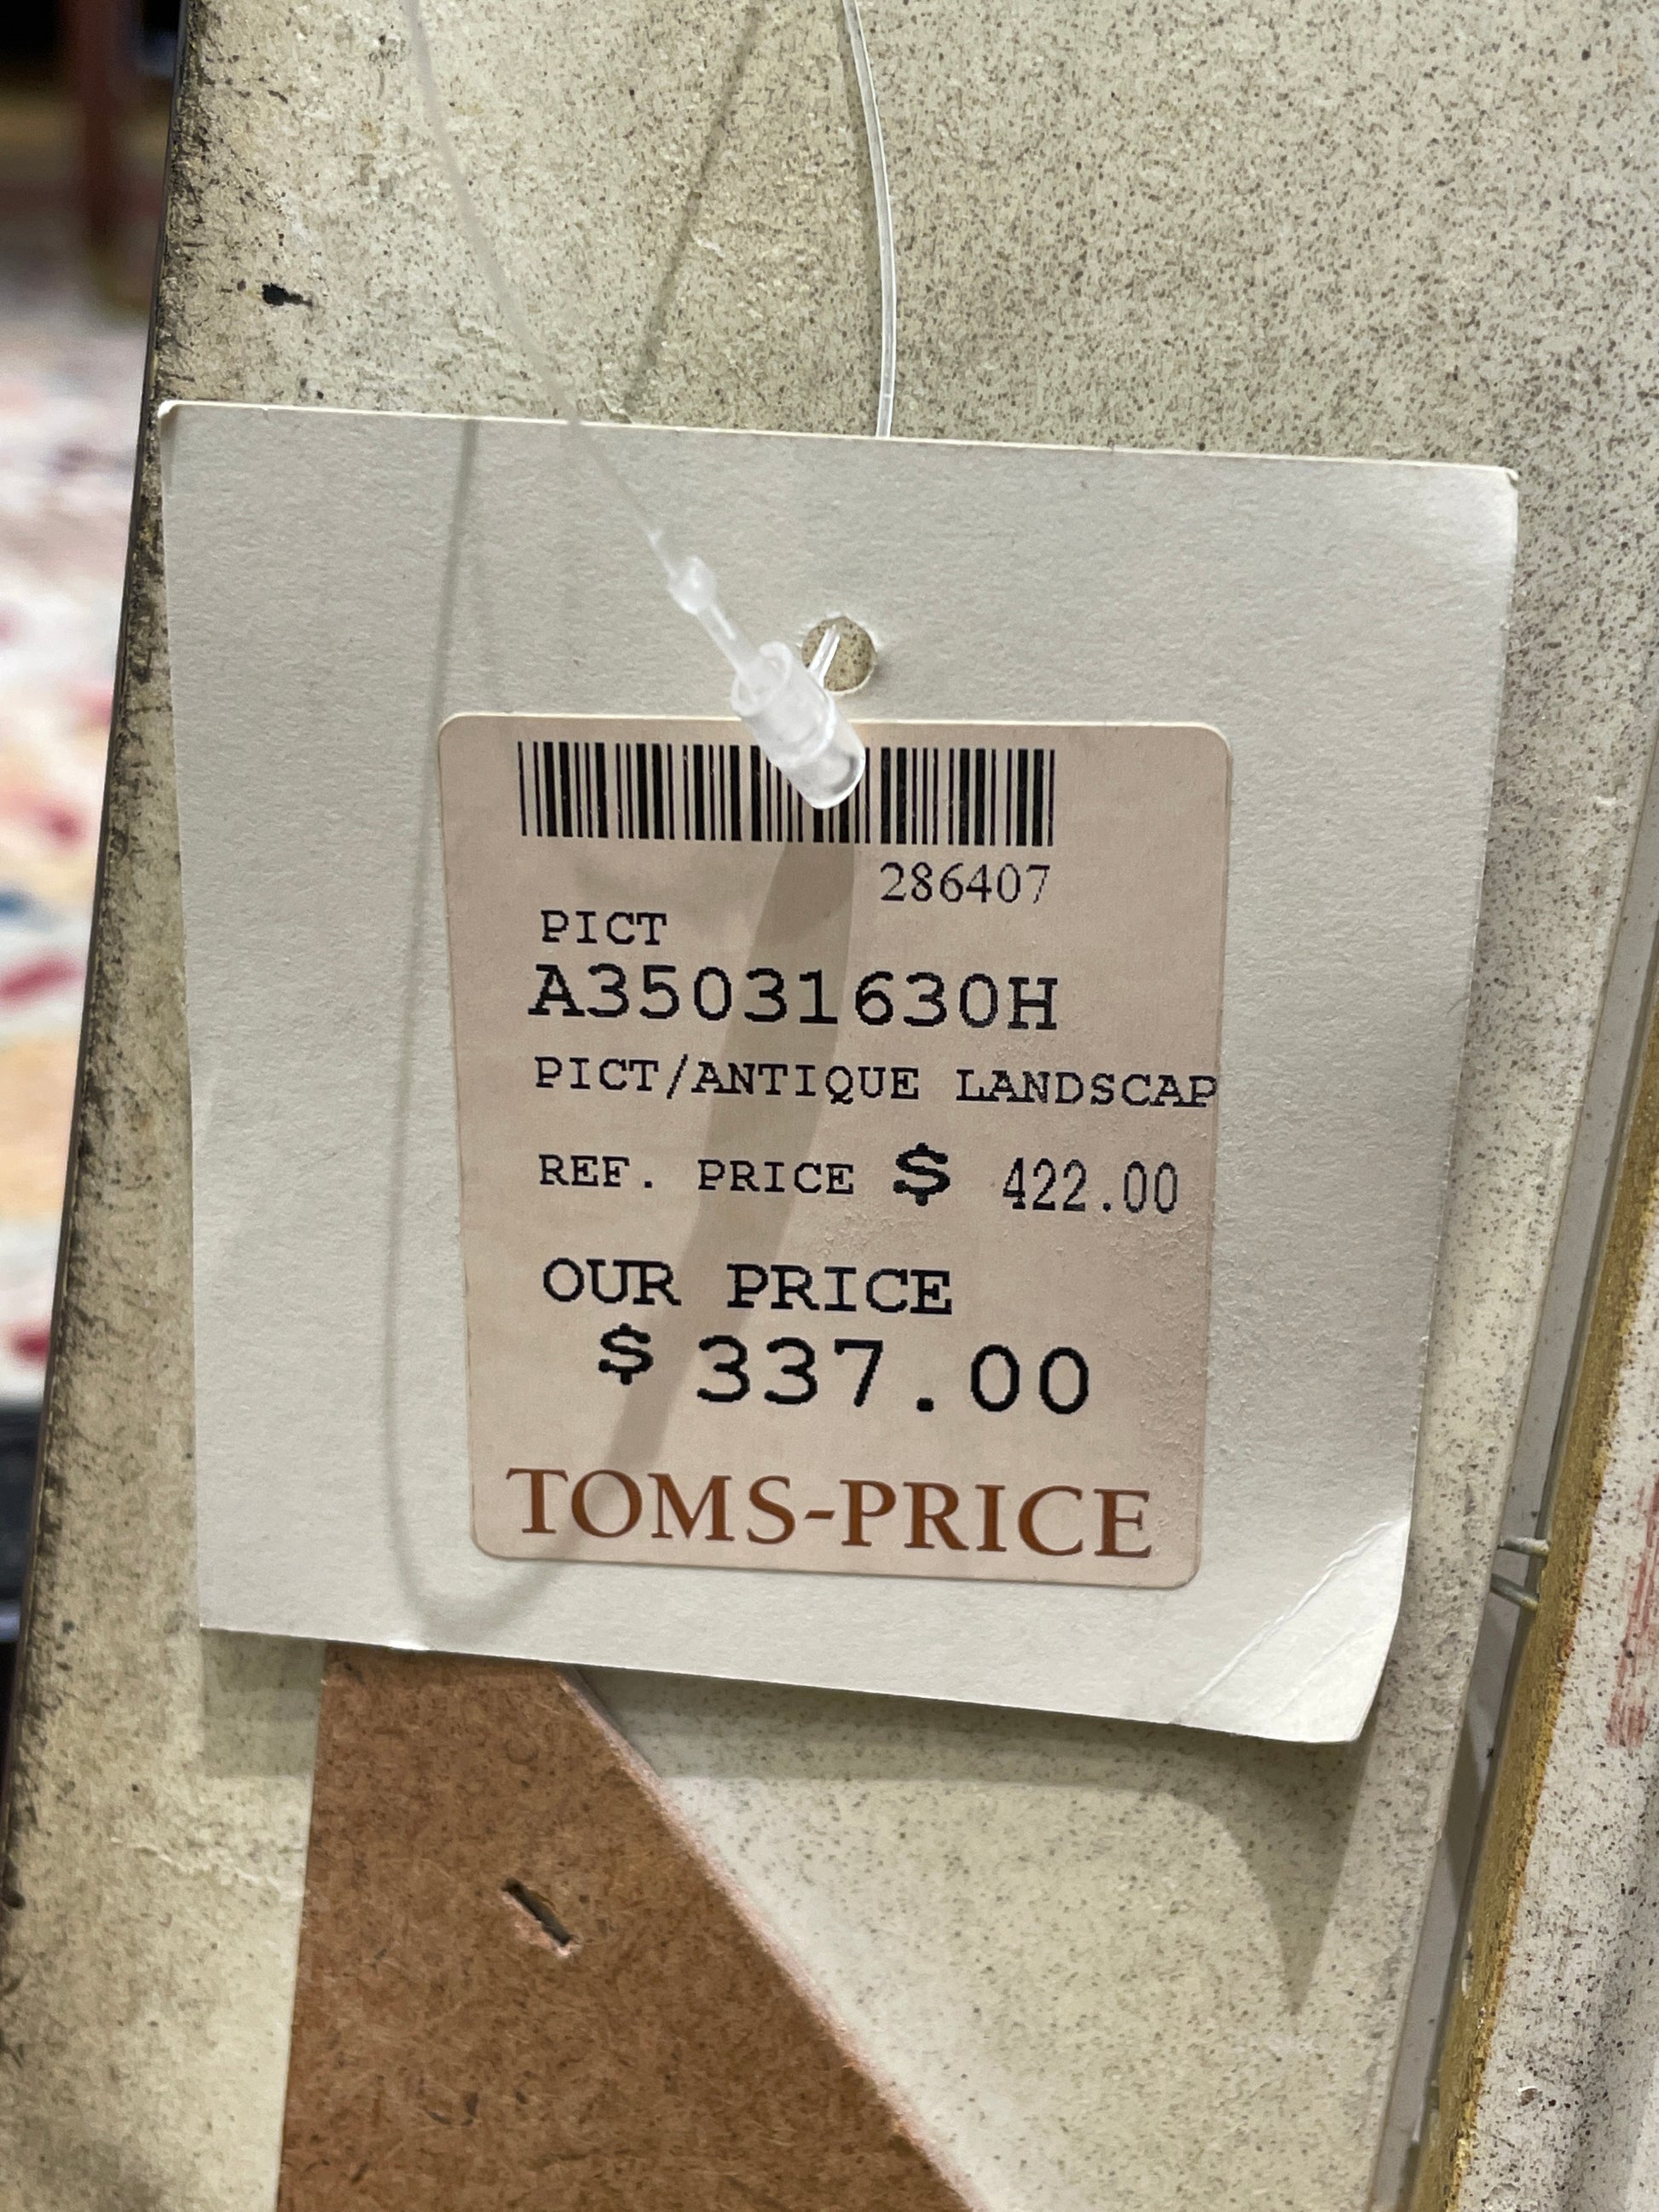 286407
PICT
A35031630H
PICT/ANTIQUE LANDSCAP
REF. PRICE $ 422.00
OUR PRICE
$ 337.00
TOMS-PRICE